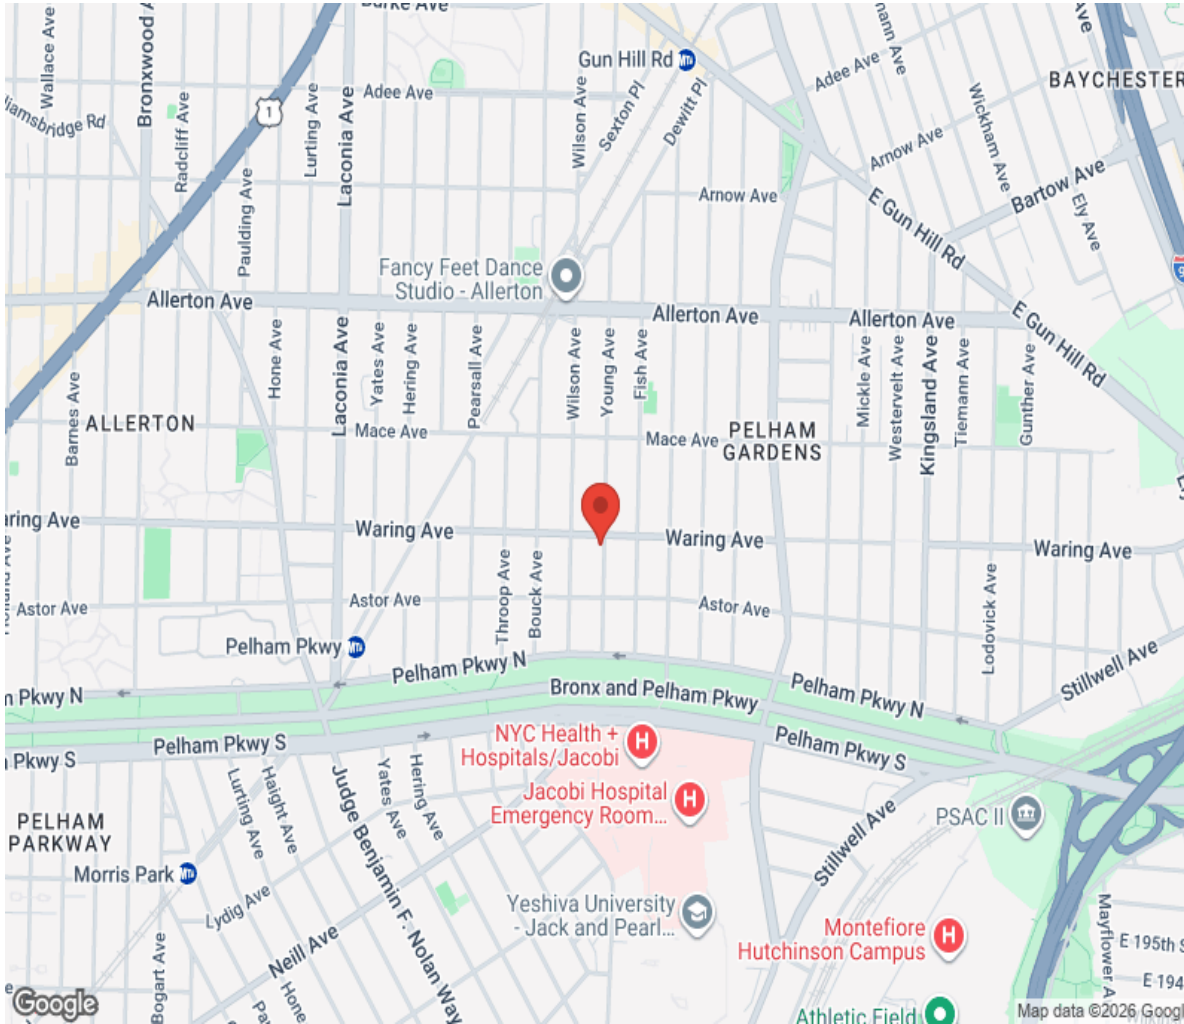 Burke Ave
Wallace Ave
Bronxwood A
Gun Hill Rd
Adee Ave
mann Ave
Ave
BAYCHESTER
Adee Ave
liamsbridge Rd
Radcliff Ave
1
Lurting Ave
Laconia Ave
Wilson Ave
Sexton Pl
Dewitt Pl
Wickham Ave
Arnow Ave
Paulding Ave
Arnow Ave
Bartow Ave
Ely Ave
E Gun Hill Rd
9
Fancy Feet Dance
Studio - Allerton
Allerton Ave
Allerton Ave
Allerton Ave
E Gun Hill Rd
Hone Ave
Laconia Ave
Yates Ave
Hering Ave
Pearsall Ave
Wilson Ave
Young Ave
Fish Ave
Mickle Ave
Westervelt Ave
Kingsland Ave
Tiemann Ave
Gunther Ave
Barnes Ave
ALLERTON
Mace Ave
Mace Ave
PELHAM
GARDENS
aring Ave
Waring Ave
Waring Ave
Waring Ave
Holland Ave
Throop Ave
Bouck Ave
Lodovick Ave
Astor Ave
Astor Ave
Astor Ave
Pelham Pkwy
Stillwell Ave
m Pkwy N
Pelham Pkwy N
Bronx and Pelham Pkwy
Pelham Pkwy N
Pkwy S
Pelham Pkwy S
Pelham Pkwy S
NYC Health +
Hospitals/Jacobi
H
Jacobi Hospital
Emergency Room...
H
Lurting Ave
Haight Ave
Judge Benjamin F. Nolan Way
Yates Ave
Hering Ave
PELHAM
PARKWAY
PSAC II
Stillwell Ave
Morris Park
Lydig Ave
Yeshiva University
- Jack and Pearl...
Neill Ave
Montefiore
Hutchinson Campus
H
Mayflower A
E 195th S
E 194
Bogart Ave
Hone
Google
Athletic Field
Map data ©2026 Googl